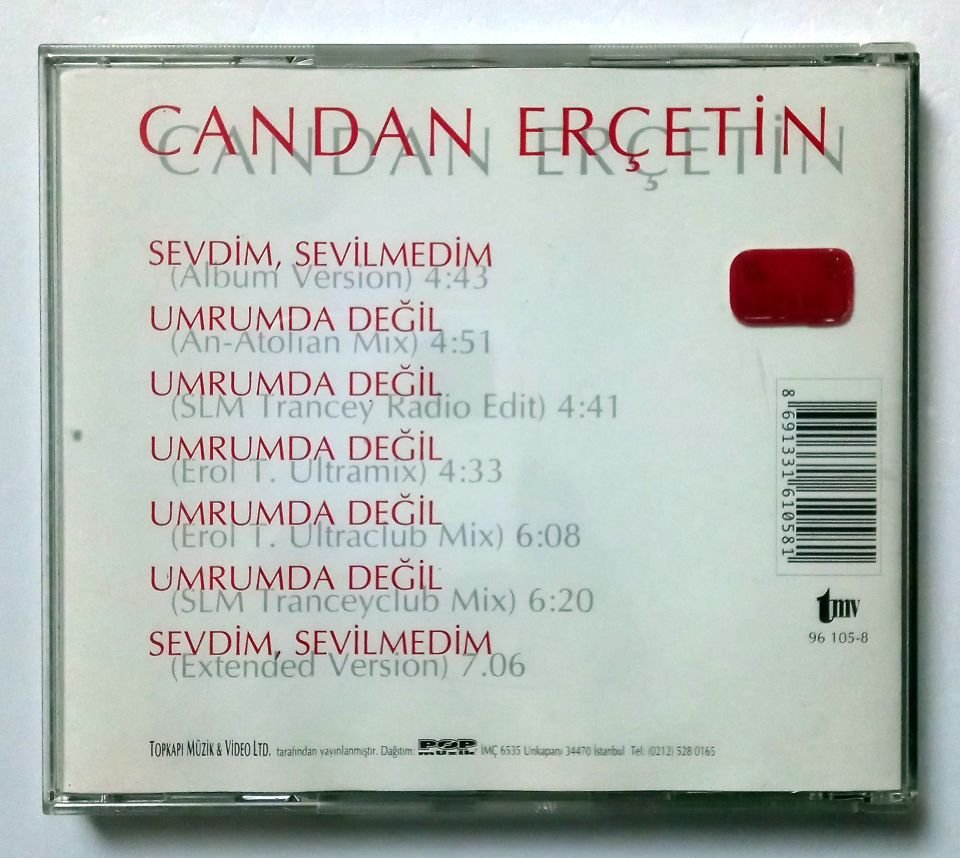 CANDAN ERÇETİN
SEVDİM, SEVİLMEDİM
(Album Version) 4:43
UMRUMDA DEĞİL
(An-Atolian Mix) 4:51
UMRUMDA DEĞİL
(SLM Trancey Radio Edit) 4:41
UMRUMDA DEĞİL
(Erol T. Ultramix) 4:33
UMRUMDA DEĞİL
(Erol T. Ultraclub Mix) 6:08
UMRUMDA DEĞİL
(SLM Tranceyclub Mix) 6:20
SEVDİM, SEVİLMEDİM
(Extended Version) 7.06
8 691331 610581
tmv
96 105-8
TOPKAPI MÜZİK & VİDEO LTD. tarafından yayınlanmıştır. Dağıtım: POP MÜZİK İMÇ 6535 Unkapanı 34470 İstanbul Tel: (0212) 528 0165